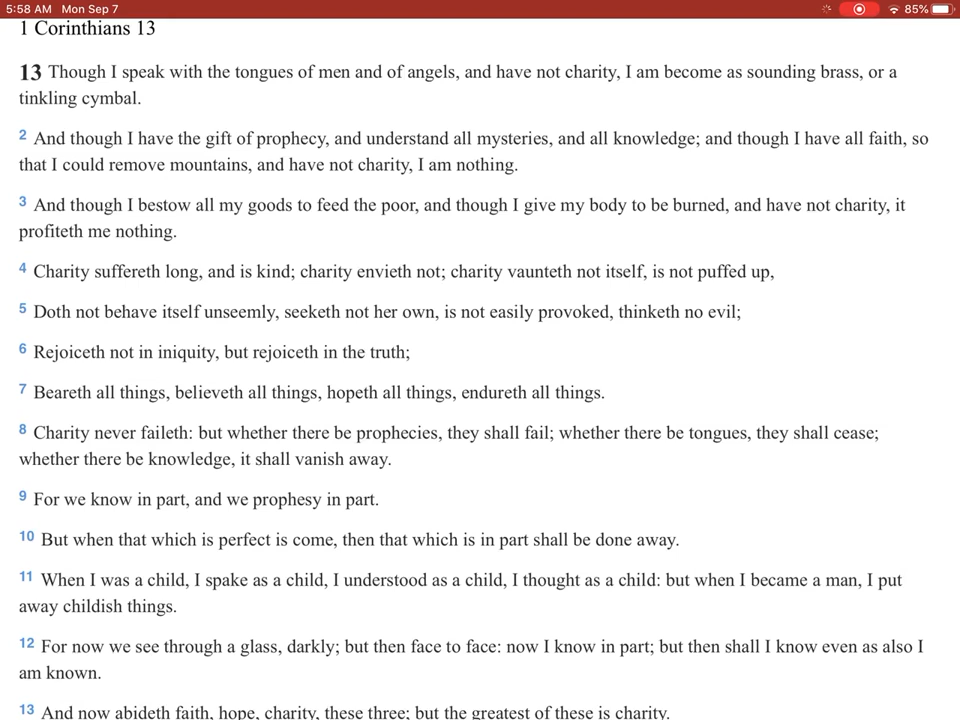 5:58 AM Mon Sep 7
85%
1 Corinthians 13
13 Though I speak with the tongues of men and of angels, and have not charity, I am become as sounding brass, or a
tinkling cymbal.
2 And though I have the gift of prophecy, and understand all mysteries, and all knowledge; and though I have all faith, so
that I could remove mountains, and have not charity, I am nothing.
3 And though I bestow all my goods to feed the poor, and though I give my body to be burned, and have not charity, it
profiteth me nothing.
4 Charity suffereth long, and is kind; charity envieth not; charity vaunteth not itself, is not puffed up,
5 Doth not behave itself unseemly, seeketh not her own, is not easily provoked, thinketh no evil;
6 Rejoiceth not in iniquity, but rejoiceth in the truth;
7 Beareth all things, believeth all things, hopeth all things, endureth all things.
8 Charity never faileth: but whether there be prophecies, they shall fail; whether there be tongues, they shall cease;
whether there be knowledge, it shall vanish away.
9 For we know in part, and we prophesy in part.
10 But when that which is perfect is come, then that which is in part shall be done away.
11 When I was a child, I spake as a child, I understood as a child, I thought as a child: but when I became a man, I put
away childish things.
12 For now we see through a glass, darkly; but then face to face: now I know in part; but then shall I know even as also I
am known.
13 And now abideth faith, hope, charity, these three; but the greatest of these is charity.